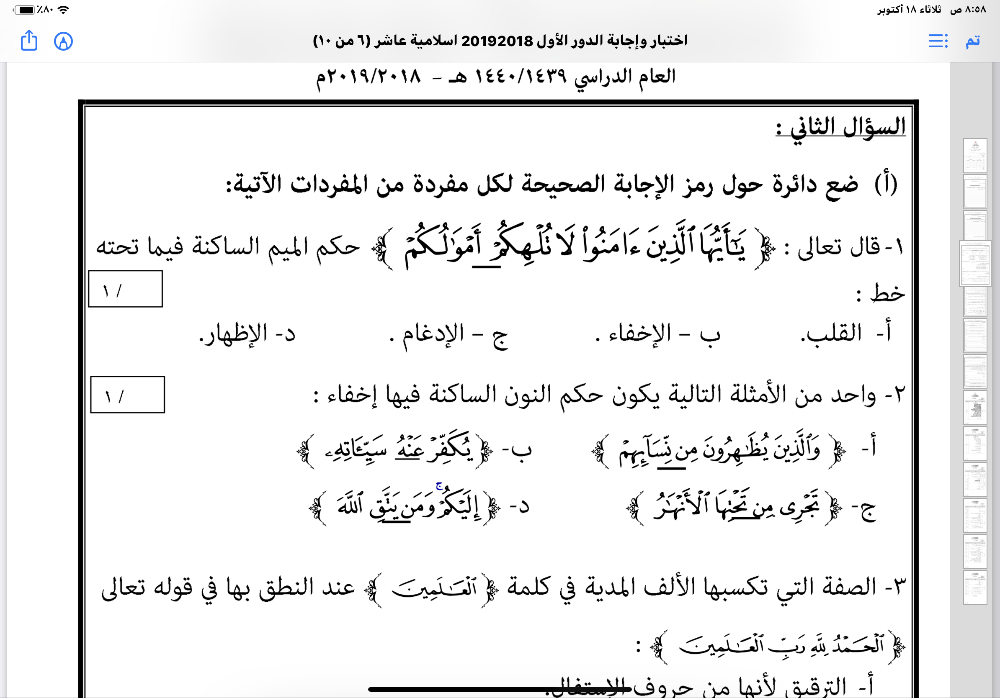 ٨:٥٨ ص ثلاثاء ١٨ أكتوبر
٪٨٠
تم
اختبار وإجابة الدور الأول 20192018 اسلامية عاشر (٦ من ١٠)
العام الدراسي ١٤٤٠/١٤٣٩ هـ – ٢٠١٩/٢٠١٨م
السؤال الثاني :
(أ) ضع دائرة حول رمز الإجابة الصحيحة لكل مفردة من المفردات الآتية:
١- قال تعالى : ﴿ يَٰٓأَيُّهَا ٱلَّذِينَ ءَامَنُوا۟ لَا تُلْهِكُمْ أَمْوَٰلُكُمْ ﴾ حكم الميم الساكنة فيما تحته
خط :
/ ١
أ- القلب. ب – الإخفاء . ج – الإدغام . د- الإظهار.
٢- واحد من الأمثلة التالية يكون حكم النون الساكنة فيها إخفاء :
/ ١
أ- ﴿ وَٱلَّذِينَ يُظَٰهِرُونَ مِن نِّسَآئِهِمْ ﴾ ب- ﴿ يُكَفِّرْ عَنْهُ سَيِّـَٔاتِهِۦ ﴾
ج- ﴿ تَجْرِى مِن تَحْتِهَا ٱلْأَنْهَٰرُ ﴾ د- ﴿ إِلَيْكُمْ ۚ وَمَن يَتَّقِ ٱللَّهَ ﴾
٣- الصفة التي تكسبها الألف المدية في كلمة ﴿ ٱلْعَٰلَمِينَ ﴾ عند النطق بها في قوله تعالى
﴿ ٱلْحَمْدُ لِلَّهِ رَبِّ ٱلْعَٰلَمِينَ ﴾ :
أ- الترقيق لأنها من حروف الإستفال.